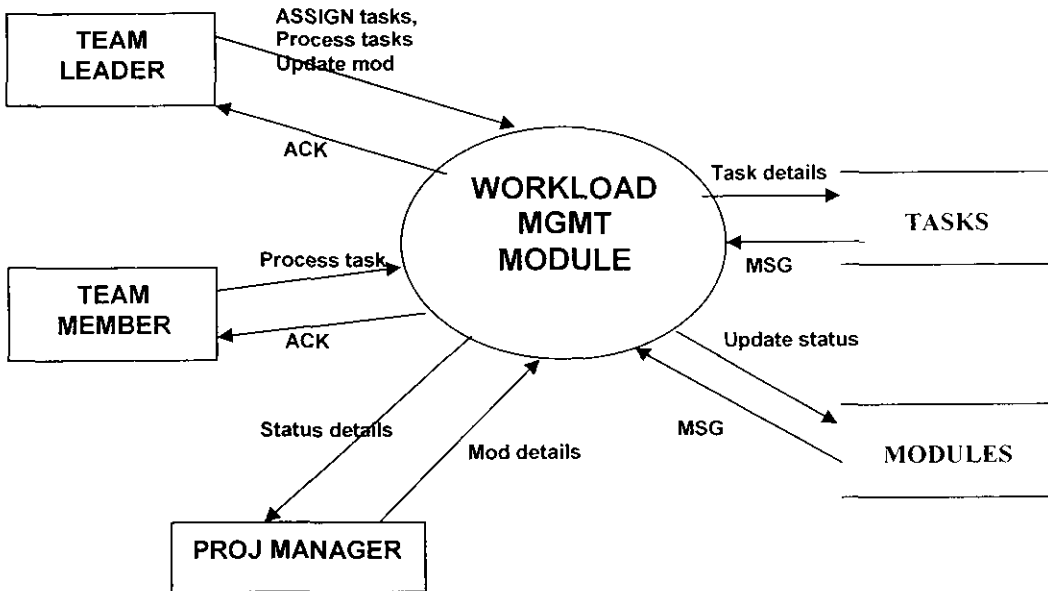 ASSIGN tasks,
Process tasks
Update mod
TEAM
LEADER
ACK
WORKLOAD
MGMT
MODULE
Task details
TASKS
MSG
Process task
TEAM
MEMBER
ACK
Update status
MSG
MODULES
Status details
Mod details
PROJ MANAGER